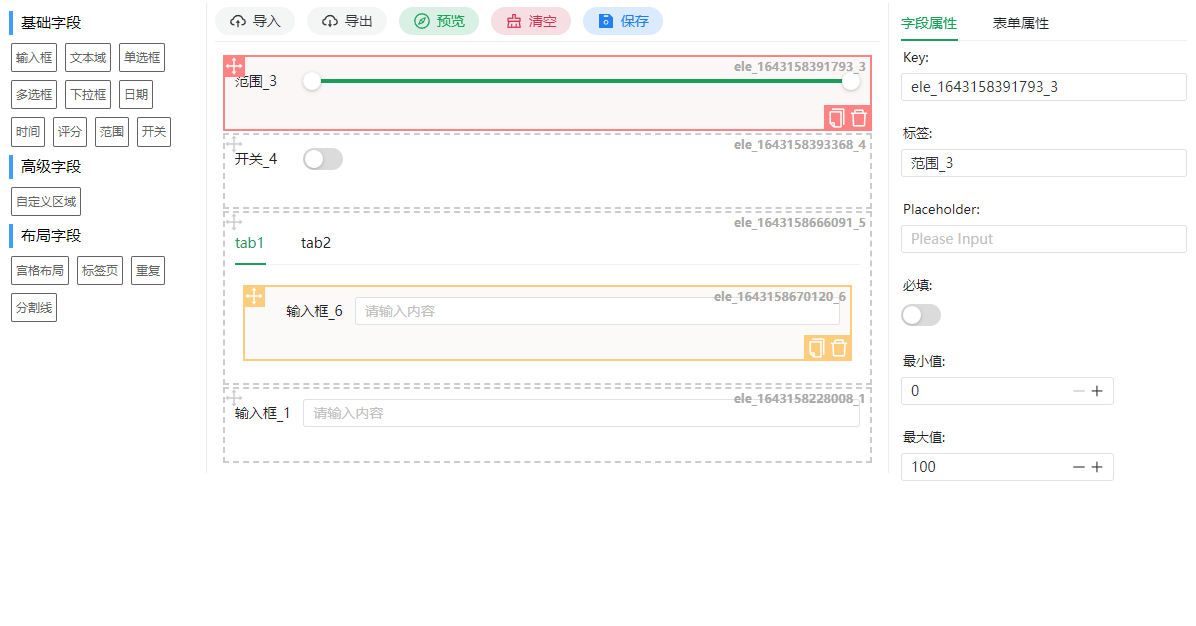 基础字段
输入框 文本域 单选框
多选框 下拉框 日期
时间 评分 范围 开关
高级字段
自定义区域
布局字段
宫格布局 标签页 重复
分割线
导入 导出 预览 清空 保存
ele_1643158391793_3
范围_3
ele_1643158393368_4
开关_4
ele_1643158666091_5
tab1 tab2
ele_1643158670120_6
输入框_6 请输入内容
ele_1643158228008_1
输入框_1 请输入内容
字段属性 表单属性
Key:
ele_1643158391793_3
标签:
范围_3
Placeholder:
Please Input
必填:
最小值:
0
最大值:
100